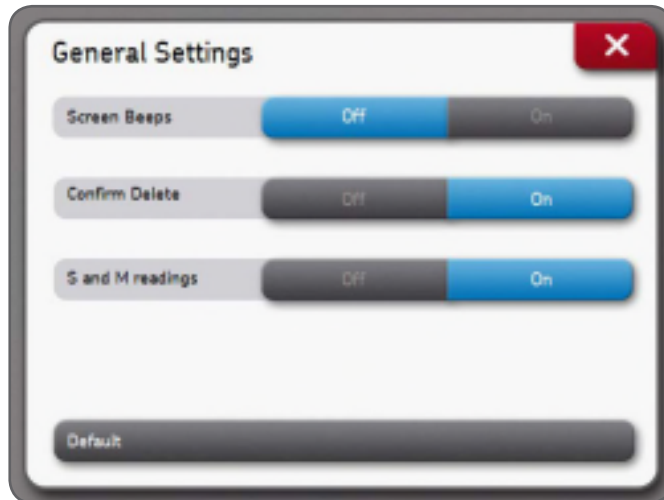 General Settings
Screen Beeps Off On
Confirm Delete Off On
S and M readings Off On
Default